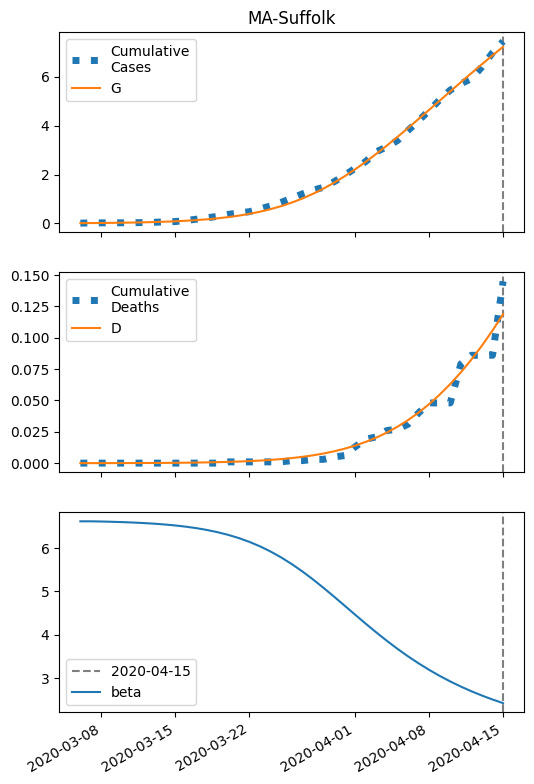 MA-Suffolk
Cumulative
Cases
G
6
4
2
0
Cumulative
Deaths
D
0.150
0.125
0.100
0.075
0.050
0.025
0.000
6
5
4
3
2020-04-15
beta
2020-03-08
2020-03-15
2020-03-22
2020-04-01
2020-04-08
2020-04-15